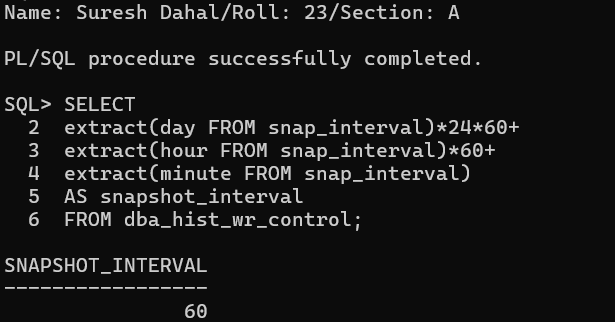 Name: Suresh Dahal/Roll: 23/Section: A
PL/SQL procedure successfully completed.
SQL> SELECT
  2  extract(day FROM snap_interval)*24*60+
  3  extract(hour FROM snap_interval)*60+
  4  extract(minute FROM snap_interval)
  5  AS snapshot_interval
  6  FROM dba_hist_wr_control;
SNAPSHOT_INTERVAL
-----------------
               60